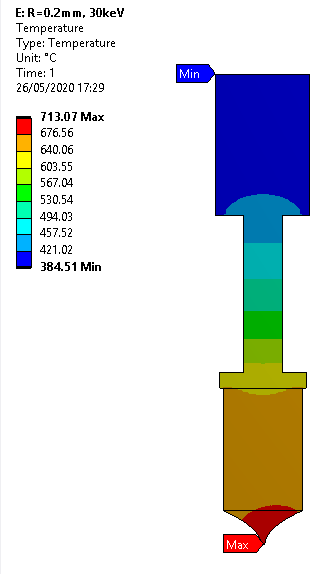 E: R=0.2mm, 30keV
Temperature
Type: Temperature
Unit: °C
Time: 1
26/05/2020 17:29
713.07 Max
676.56
640.06
603.55
567.04
530.54
494.03
457.52
421.02
384.51 Min
Min
Max